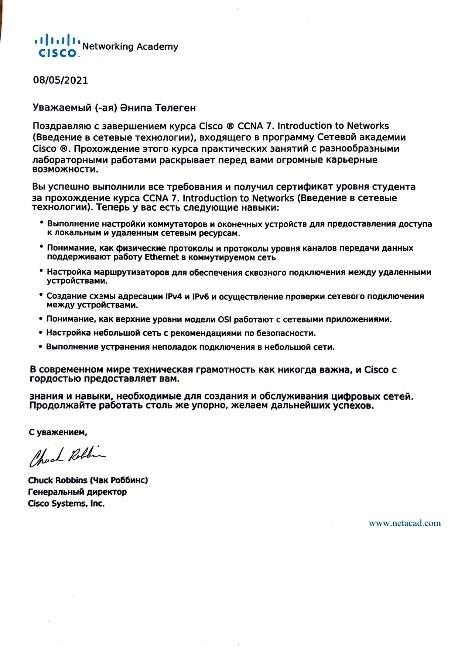 CISCO. Networking Academy
08/05/2021
Уважаемый (-ая) Әнипа Төлеген
Поздравляю с завершением курса Cisco ® CCNA 7. Introduction to Networks
(Введение в сетевые технологии), входящего в программу Сетевой академии
Cisco ®. Прохождение этого курса практических занятий с разнообразными
лабораторными работами раскрывает перед вами огромные карьерные
возможности.
Вы успешно выполнили все требования и получил сертификат уровня студента
за прохождение курса CCNA 7. Introduction to Networks (Введение в сетевые
технологии). Теперь у вас есть следующие навыки:
• Выполнение настройки коммутаторов и оконечных устройств для предоставления доступа
к локальным и удаленным сетевым ресурсам.
• Понимание, как физические протоколы и протоколы уровня каналов передачи данных
поддерживают работу Ethernet в коммутируемом сеть
• Настройка маршрутизаторов для обеспечения сквозного подключения между удаленными
устройствами.
• Создание схзмы адресации IPv4 и IPv6 и осуществление проверки сетевого подключения
между устройствами.
• Понимание, как верхние уровни модели OSI работают с сетевыми приложениями.
• Настройка небольшой сеть с рекомендациями по безопасности.
• Выполнение устранения неполадок подключения в небольшой сети.
В современном мире техническая грамотность как никогда важна, и Cisco с
гордостью предоставляет вам.
знания и навыки, необходимые для создания и обслуживания цифровых сетей.
Продолжайте работать столь же упорно, желаем дальнейших успехов.
С уважением,
Chuck Robbins
Chuck Robbins (Чак Роббинс)
Генеральный директор
Cisco Systems, Inc.
www.netacad.com